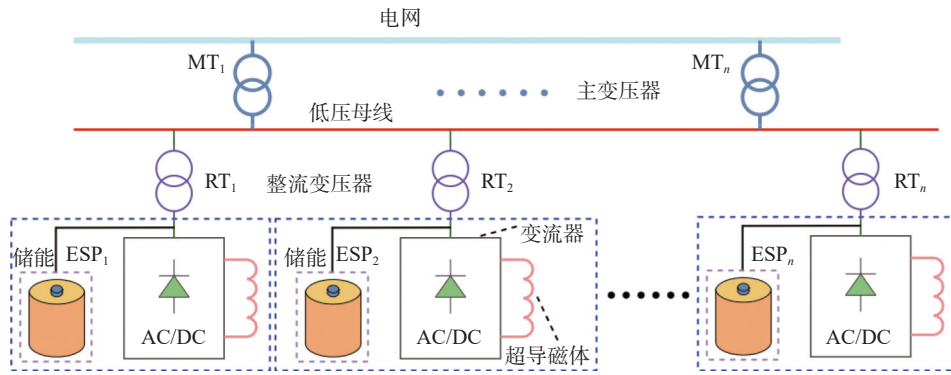 电网
MT₁
MTₙ
主变压器
低压母线
RT₁
RT₂
RTₙ
整流变压器
变流器
储能
ESP₁
储能
ESP₂
ESPₙ
AC/DC
AC/DC
AC/DC
超导磁体